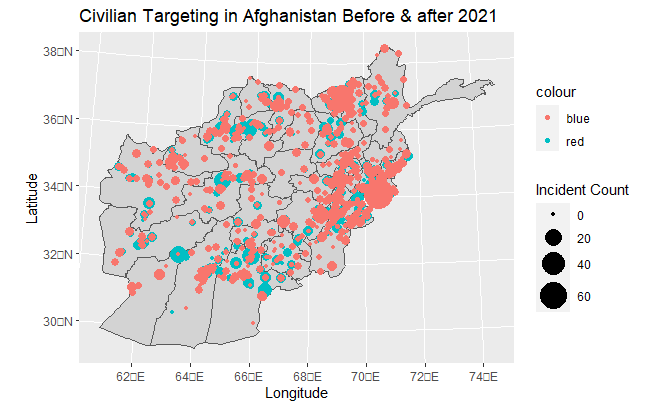 Civilian Targeting in Afghanistan Before & after 2021
38□N
36□N
34□N
32□N
30□N
Latitude
62□E 64□E 66□E 68□E 70□E 72□E 74□E
Longitude
colour
blue
red
Incident Count
0
20
40
60